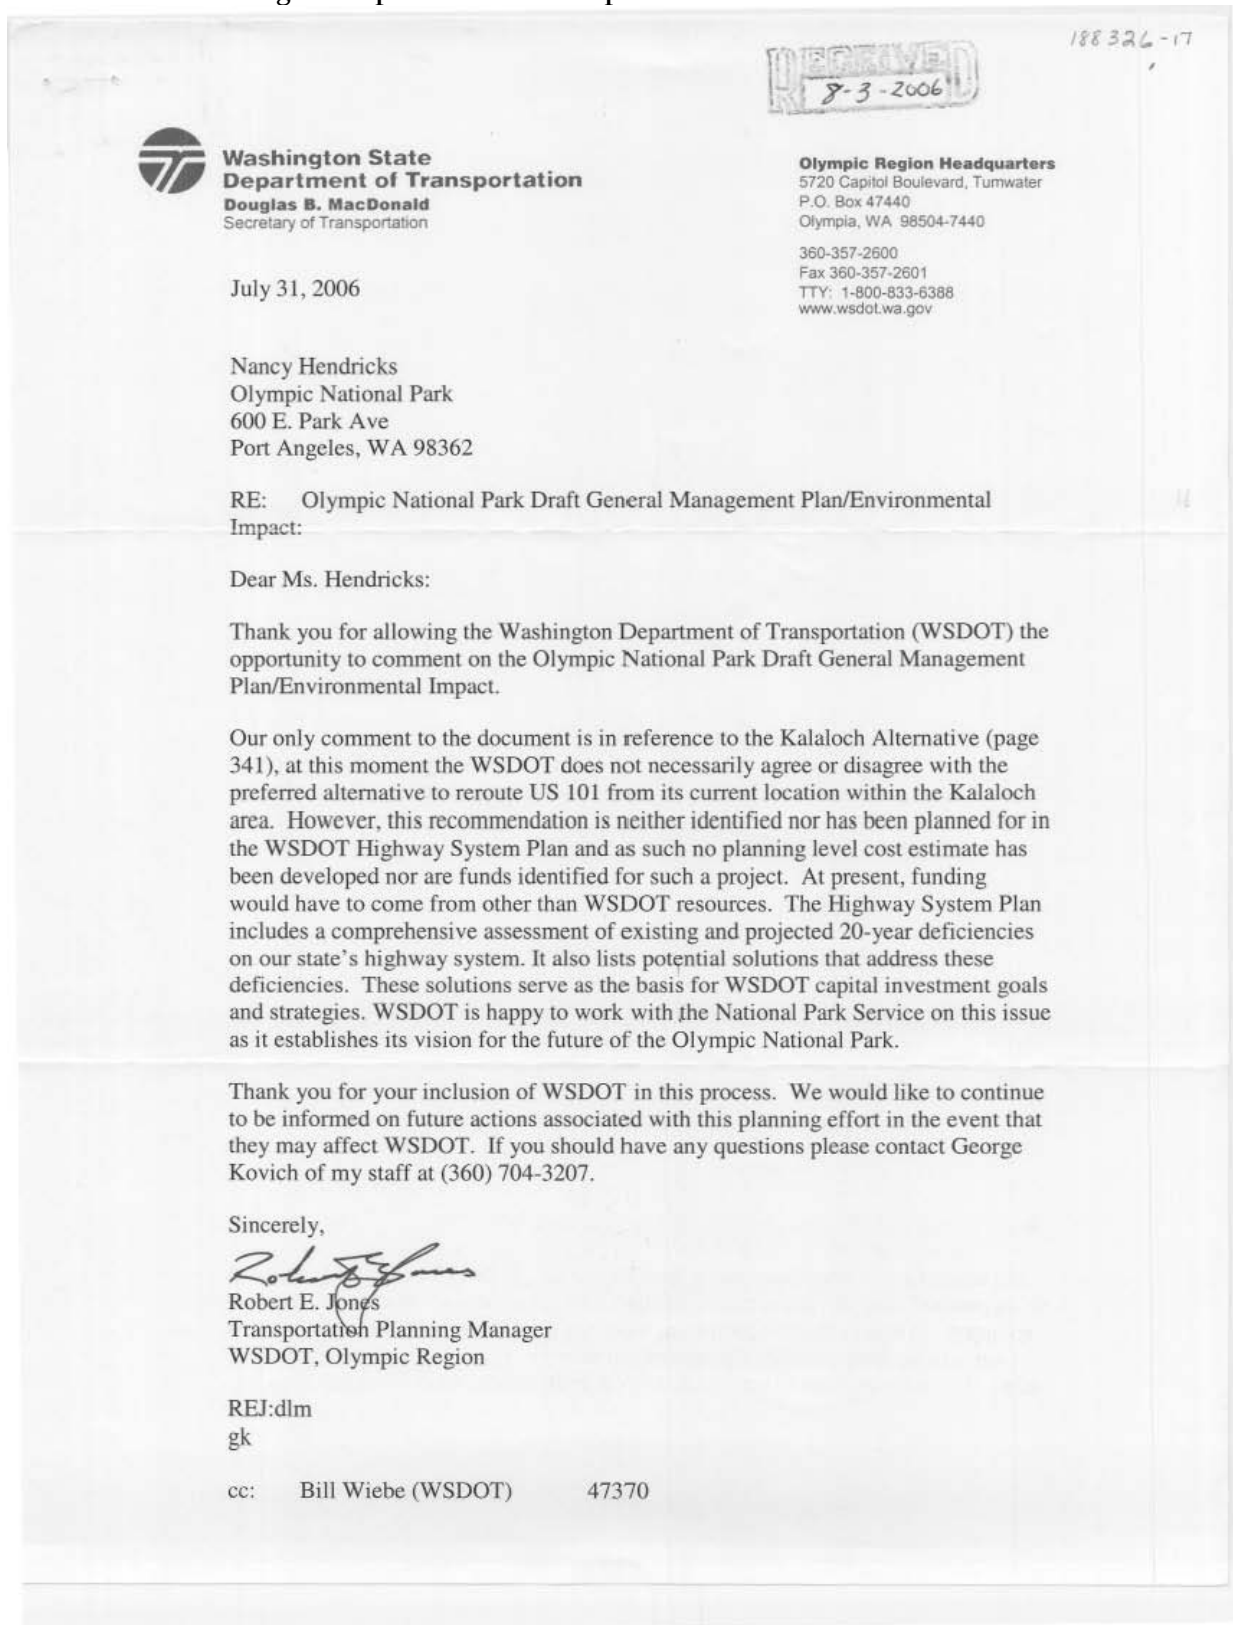 188326-17
RECEIVED
8-3-2006
Washington State
Department of Transportation
Douglas B. MacDonald
Secretary of Transportation
Olympic Region Headquarters
5720 Capitol Boulevard, Tumwater
P.O. Box 47440
Olympia, WA 98504-7440
360-357-2600
Fax 360-357-2601
TTY: 1-800-833-6388
www.wsdot.wa.gov
July 31, 2006
Nancy Hendricks
Olympic National Park
600 E. Park Ave
Port Angeles, WA 98362
RE: Olympic National Park Draft General Management Plan/Environmental
Impact:
Dear Ms. Hendricks:
Thank you for allowing the Washington Department of Transportation (WSDOT) the
opportunity to comment on the Olympic National Park Draft General Management
Plan/Environmental Impact.
Our only comment to the document is in reference to the Kalaloch Alternative (page
341), at this moment the WSDOT does not necessarily agree or disagree with the
preferred alternative to reroute US 101 from its current location within the Kalaloch
area. However, this recommendation is neither identified nor has been planned for in
the WSDOT Highway System Plan and as such no planning level cost estimate has
been developed nor are funds identified for such a project. At present, funding
would have to come from other than WSDOT resources. The Highway System Plan
includes a comprehensive assessment of existing and projected 20-year deficiencies
on our state's highway system. It also lists potential solutions that address these
deficiencies. These solutions serve as the basis for WSDOT capital investment goals
and strategies. WSDOT is happy to work with the National Park Service on this issue
as it establishes its vision for the future of the Olympic National Park.
Thank you for your inclusion of WSDOT in this process. We would like to continue
to be informed on future actions associated with this planning effort in the event that
they may affect WSDOT. If you should have any questions please contact George
Kovich of my staff at (360) 704-3207.
Sincerely,
Robert E. Jones
Robert E. Jones
Transportation Planning Manager
WSDOT, Olympic Region
REJ:dlm
gk
cc: Bill Wiebe (WSDOT) 47370